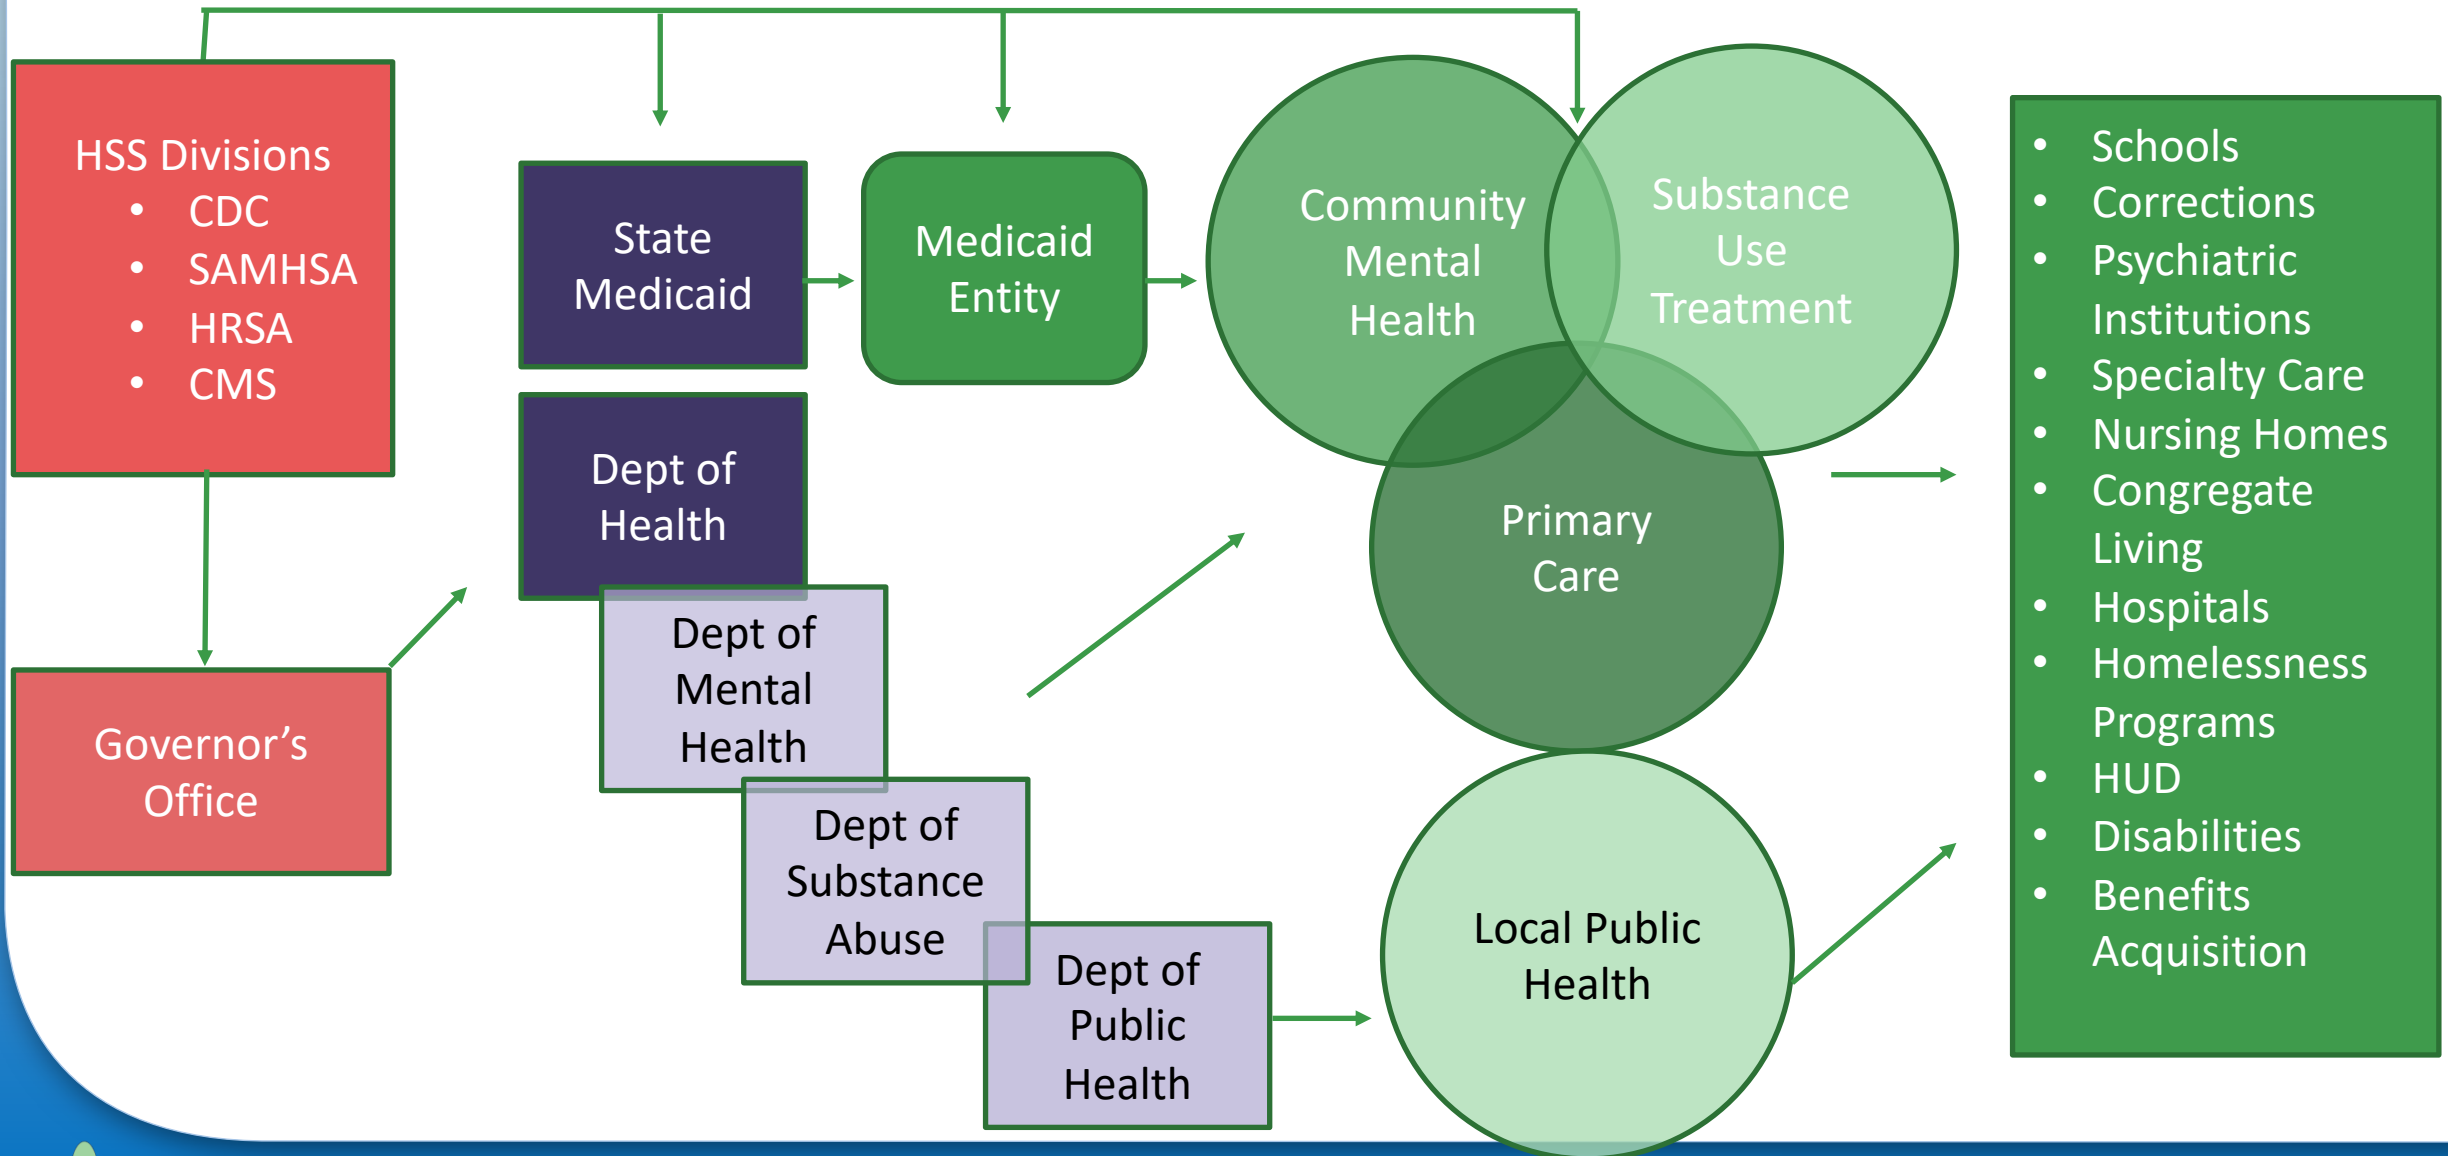 HSS Divisions
• CDC
• SAMHSA
• HRSA
• CMS
Governor’s
Office
State
Medicaid
Dept of
Health
Dept of
Mental
Health
Dept of
Substance
Abuse
Dept of
Public
Health
Medicaid
Entity
Community
Mental
Health
Substance
Use
Treatment
Primary
Care
Local Public
Health
• Schools
• Corrections
• Psychiatric
Institutions
• Specialty Care
• Nursing Homes
• Congregate
Living
• Hospitals
• Homelessness
Programs
• HUD
• Disabilities
• Benefits
Acquisition